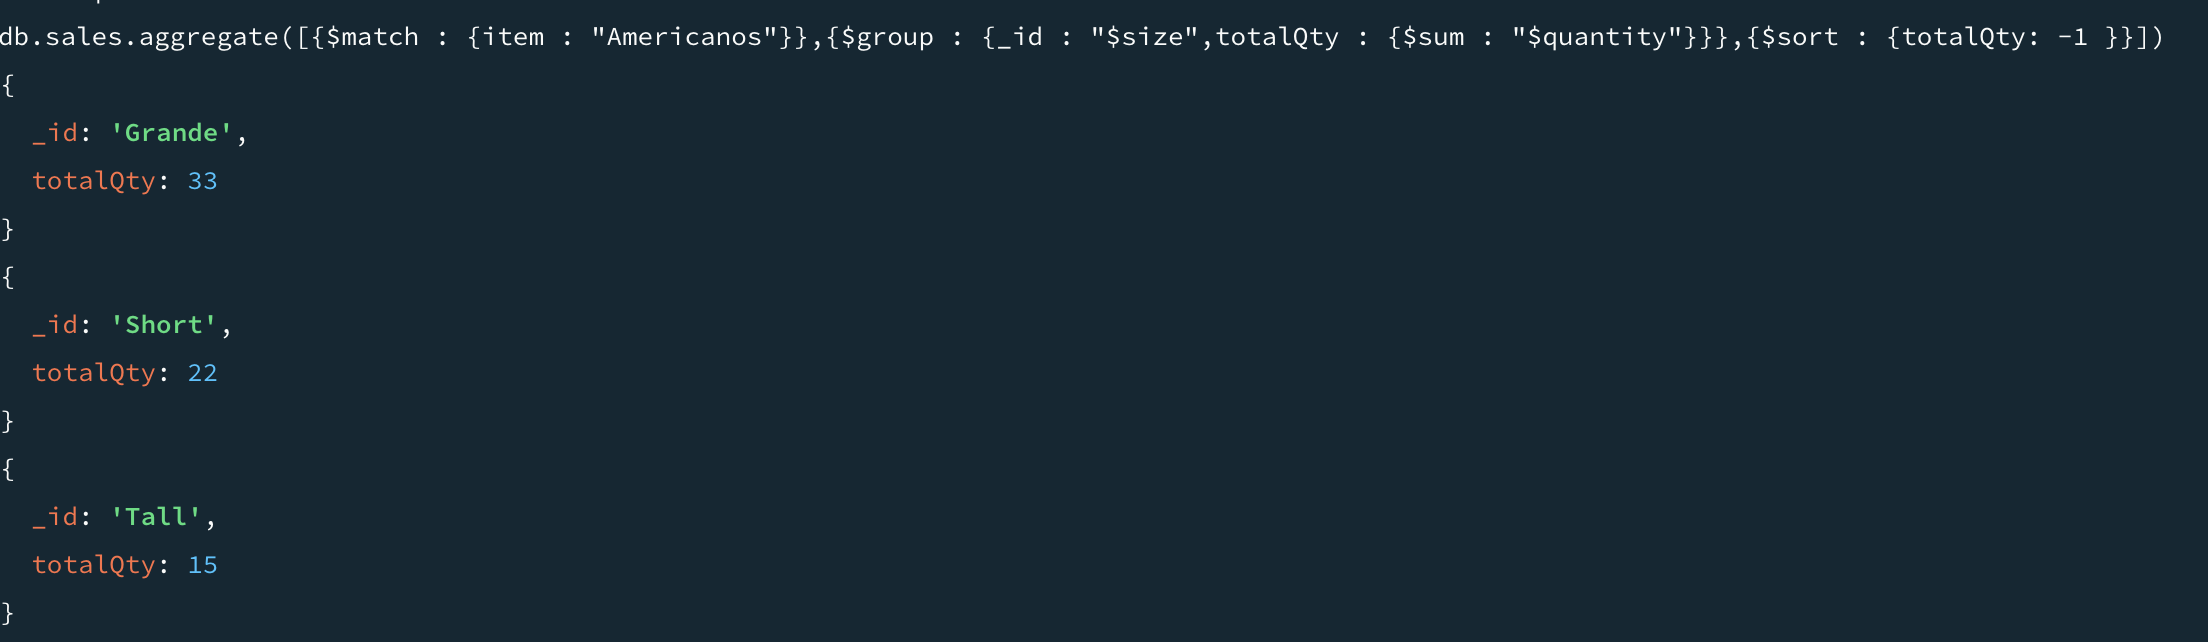 db.sales.aggregate([{$match : {item : "Americanos"}},{$group : {_id : "$size",totalQty : {$sum : "$quantity"}}},{$sort : {totalQty: -1 }}])
{
  _id: 'Grande',
  totalQty: 33
}
{
  _id: 'Short',
  totalQty: 22
}
{
  _id: 'Tall',
  totalQty: 15
}